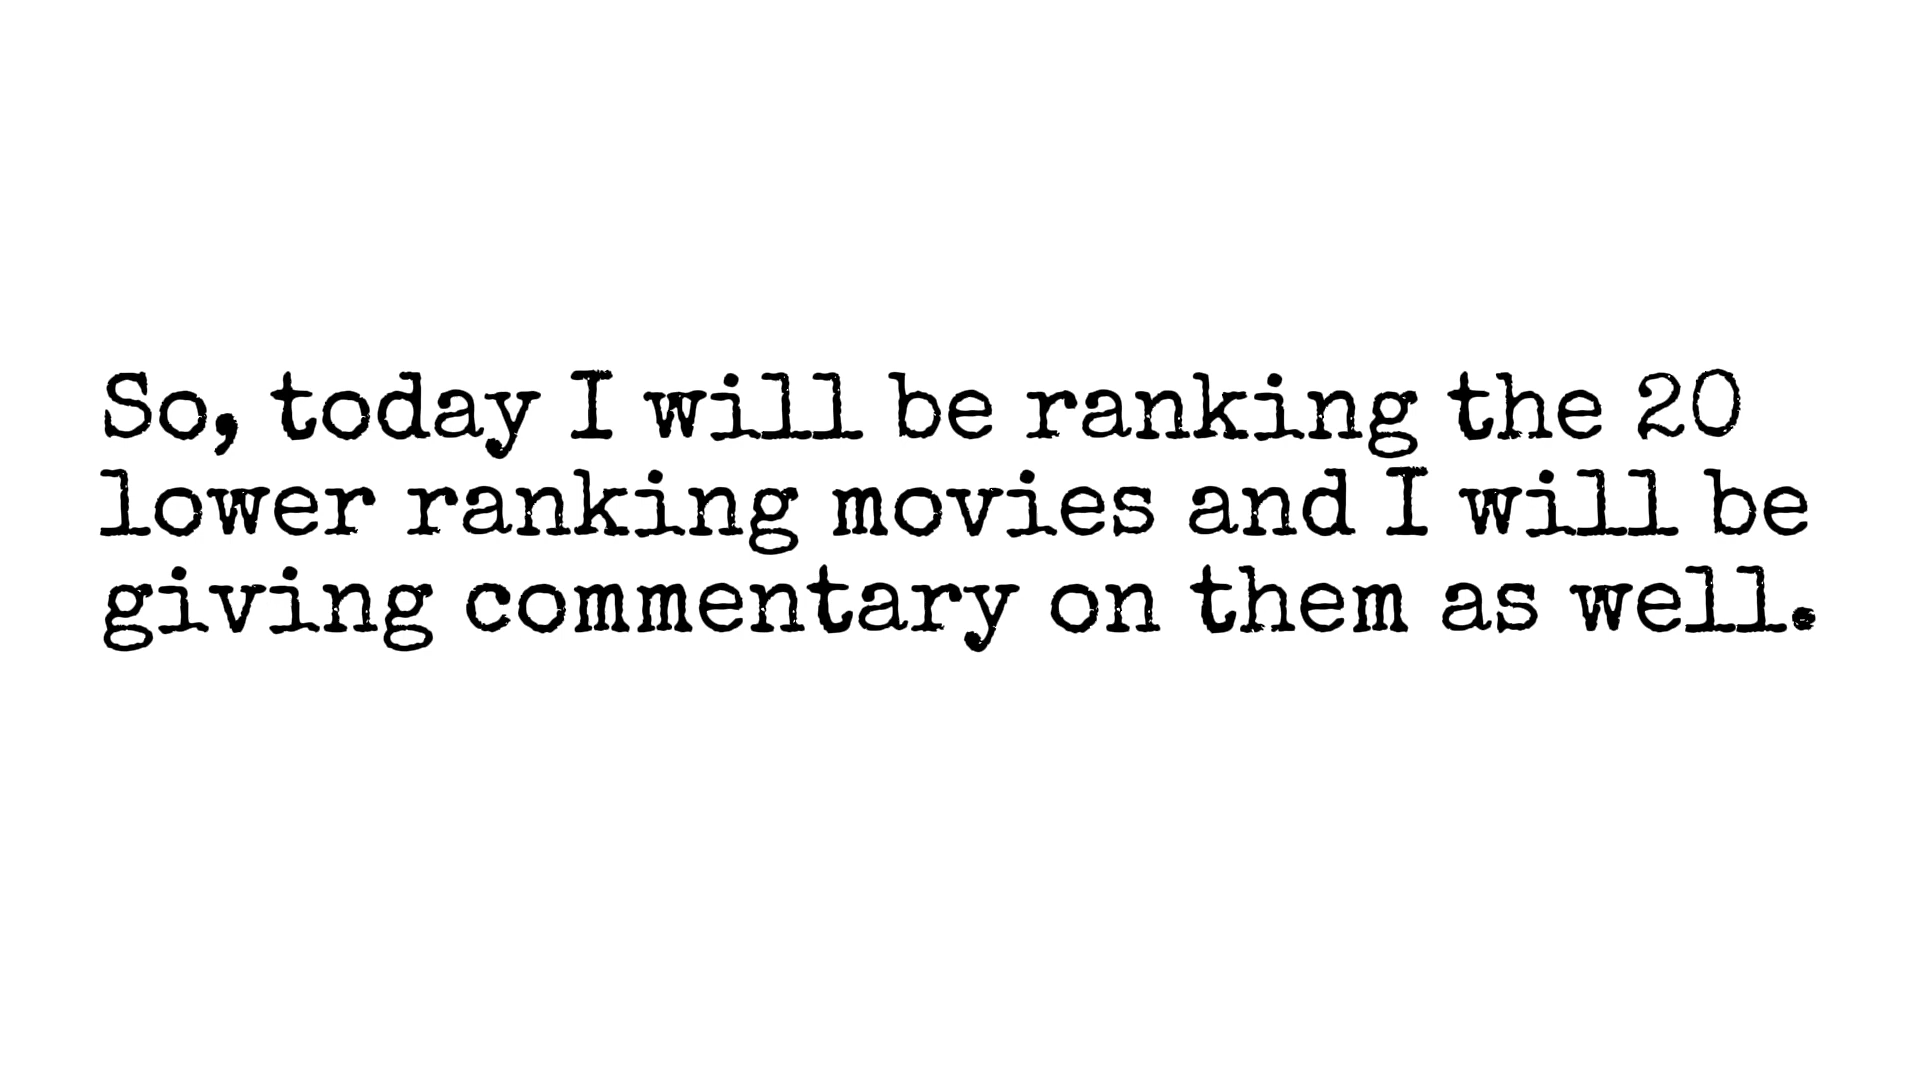 So, today I will be ranking the 20
lower ranking movies and I will be
giving commentary on them as well.